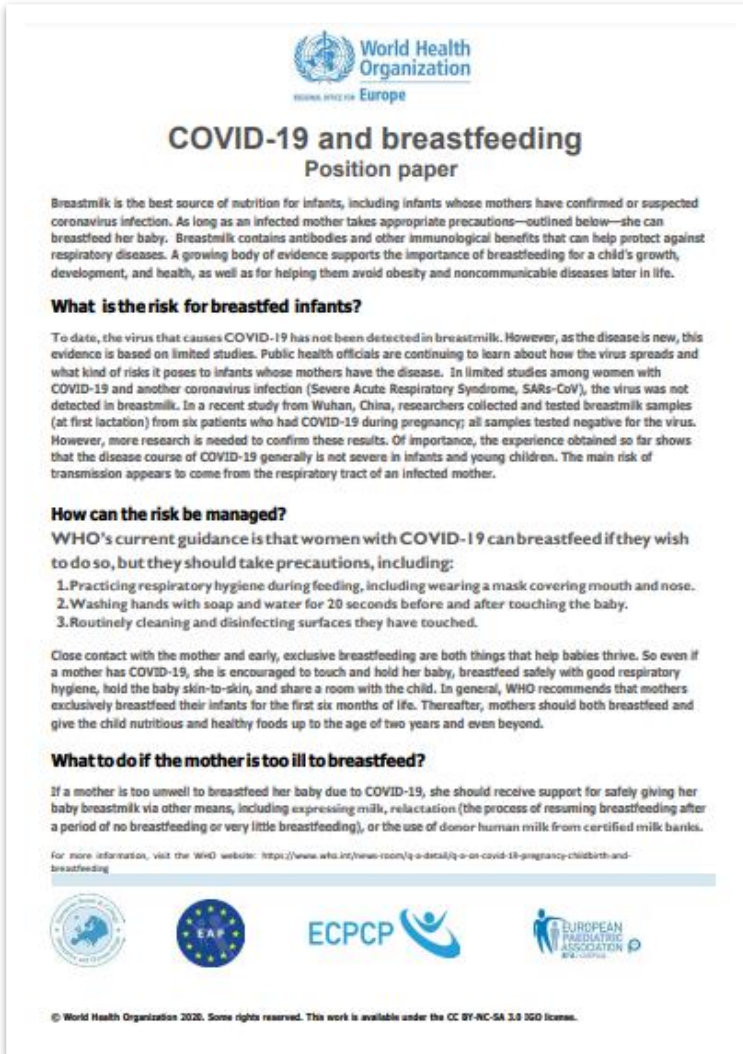 World Health
Organization
REGIONAL OFFICE FOR Europe
COVID-19 and breastfeeding
Position paper
Breastmilk is the best source of nutrition for infants, including infants whose mothers have confirmed or suspected
coronavirus infection. As long as an infected mother takes appropriate precautions—outlined below—she can
breastfeed her baby. Breastmilk contains antibodies and other immunological benefits that can help protect against
respiratory diseases. A growing body of evidence supports the importance of breastfeeding for a child's growth,
development, and health, as well as for helping them avoid obesity and noncommunicable diseases later in life.
What is the risk for breastfed infants?
To date, the virus that causes COVID-19 has not been detected in breastmilk. However, as the disease is new, this
evidence is based on limited studies. Public health officials are continuing to learn about how the virus spreads and
what kind of risks it poses to infants whose mothers have the disease. In limited studies among women with
COVID-19 and another coronavirus infection (Severe Acute Respiratory Syndrome, SARs-CoV), the virus was not
detected in breastmilk. In a recent study from Wuhan, China, researchers collected and tested breastmilk samples
(at first lactation) from six patients who had COVID-19 during pregnancy; all samples tested negative for the virus.
However, more research is needed to confirm these results. Of importance, the experience obtained so far shows
that the disease course of COVID-19 generally is not severe in infants and young children. The main risk of
transmission appears to come from the respiratory tract of an infected mother.
How can the risk be managed?
WHO's current guidance is that women with COVID-19 can breastfeed if they wish
to do so, but they should take precautions, including:
1. Practicing respiratory hygiene during feeding, including wearing a mask covering mouth and nose.
2. Washing hands with soap and water for 20 seconds before and after touching the baby.
3. Routinely cleaning and disinfecting surfaces they have touched.
Close contact with the mother and early, exclusive breastfeeding are both things that help babies thrive. So even if
a mother has COVID-19, she is encouraged to touch and hold her baby, breastfeed safely with good respiratory
hygiene, hold the baby skin-to-skin, and share a room with the child. In general, WHO recommends that mothers
exclusively breastfeed their infants for the first six months of life. Thereafter, mothers should both breastfeed and
give the child nutritious and healthy foods up to the age of two years and even beyond.
What to do if the mother is too ill to breastfeed?
If a mother is too unwell to breastfeed her baby due to COVID-19, she should receive support for safely giving her
baby breastmilk via other means, including expressing milk, relactation (the process of resuming breastfeeding after
a period of no breastfeeding or very little breastfeeding), or the use of donor human milk from certified milk banks.
For more information, visit the WHO website: https://www.who.int/news-room/q-a-detail/q-a-on-covid-19-pregnancy-childbirth-and-
breastfeeding
EAP
ECPCP
EUROPEAN
PAEDIATRIC
ASSOCIATION
© World Health Organization 2020. Some rights reserved. This work is available under the CC BY-NC-SA 3.0 IGO license.